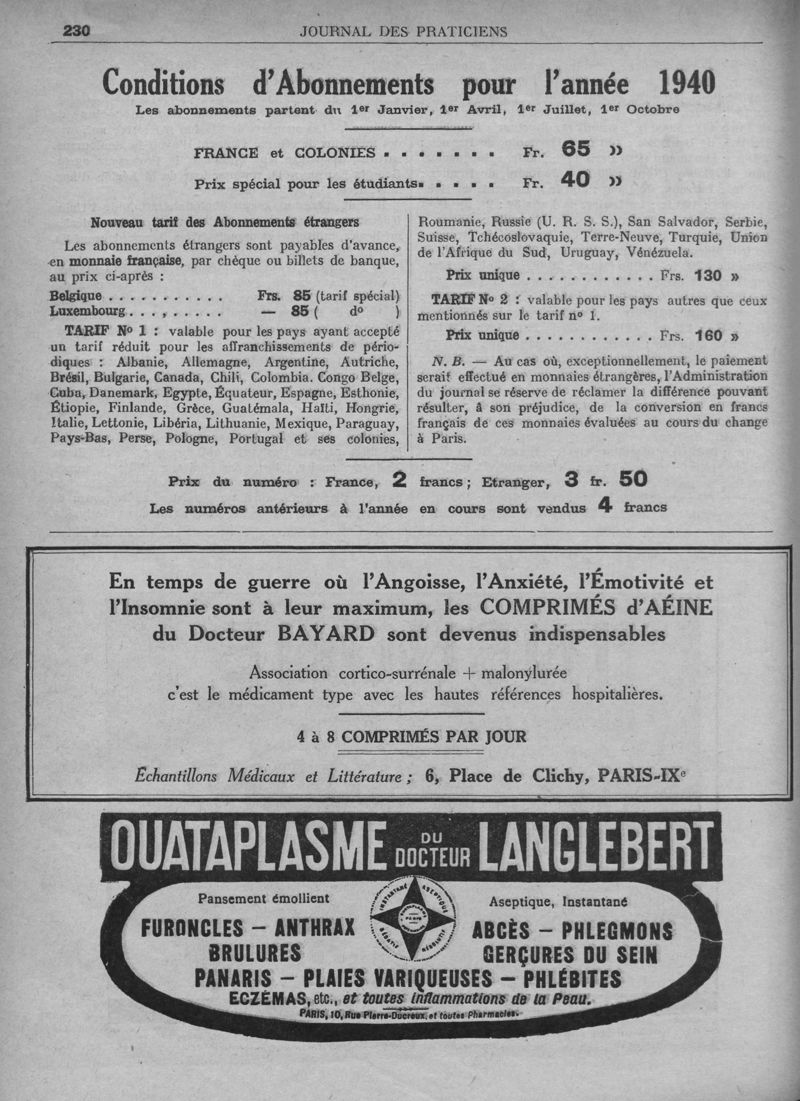 230
JOURNAL DES PRATICIENS
Conditions d'Abonnements pour l'année 1940
Les abonnements partent du 1er Janvier, 1er Avril, 1er Juillet, 1er Octobre
FRANCE et COLONIES . . . . . . . Fr. 65 »
Prix spécial pour les étudiants. . . . . Fr. 40 »
Nouveau tarif des Abonnements étrangers
Les abonnements étrangers sont payables d'avance,
en monnaie française, par chèque ou billets de banque,
au prix ci-après :
Belgique . . . . . . . . . . . Frs. 85 (tarif spécial)
Luxembourg . . . , . . . . . — 85 ( do )
TARIF No 1 : valable pour les pays ayant accepté
un tarif réduit pour les affranchissements de pério-
diques : Albanie, Allemagne, Argentine, Autriche,
Brésil, Bulgarie, Canada, Chili, Colombia. Congo Belge,
Cuba, Danemark, Egypte, Équateur, Espagne, Esthonie,
Étiopie, Finlande, Grèce, Guatémala, Haïti, Hongrie,
Italie, Lettonie, Libéria, Lithuanie, Mexique, Paraguay,
Pays-Bas, Perse, Pologne, Portugal et ses colonies,
Roumanie, Russie (U. R. S. S.), San Salvador, Serbie,
Suisse, Tchécoslovaquie, Terre-Neuve, Turquie, Union
de l'Afrique du Sud, Uruguay, Vénézuela.
Prix unique . . . . . . . . . . . . Frs. 130 »
TARIF No 2 : valable pour les pays autres que ceux
mentionnés sur le tarif no 1.
Prix unique . . . . . . . . . . . . Frs. 160 »
N. B. — Au cas où, exceptionnellement, le paiement
serait effectué en monnaies étrangères, l'Administration
du journal se réserve de réclamer la différence pouvant
résulter, à son préjudice, de la conversion en francs
français de ces monnaies évaluées au cours du change
à Paris.
Prix du numéro : France, 2 francs ; Etranger, 3 fr. 50
Les numéros antérieurs à l'année en cours sont vendus 4 francs
En temps de guerre où l'Angoisse, l'Anxiété, l'Émotivité et
l'Insomnie sont à leur maximum, les COMPRIMÉS d'AÉINE
du Docteur BAYARD sont devenus indispensables
Association cortico-surrénale + malonylurée
c'est le médicament type avec les hautes références hospitalières.
4 à 8 COMPRIMÉS PAR JOUR
Echantillons Médicaux et Littérature ; 6, Place de Clichy, PARIS-IXe
OUATAPLASME DU DOCTEUR LANGLEBERT
Pansement émollient
Aseptique, Instantané
INSTANTANÉ ASEPTIQUE
OUATAPLASME
PARIS
FURONCLES — ANTHRAX
ABCÈS — PHLEGMONS
BRULURES
GERÇURES DU SEIN
PANARIS — PLAIES VARIQUEUSES — PHLÉBITES
ECZÉMAS, etc., et toutes inflammations de la Peau.
PARIS, 10, Rue Pierre-Ducreux, et toutes Pharmacies.